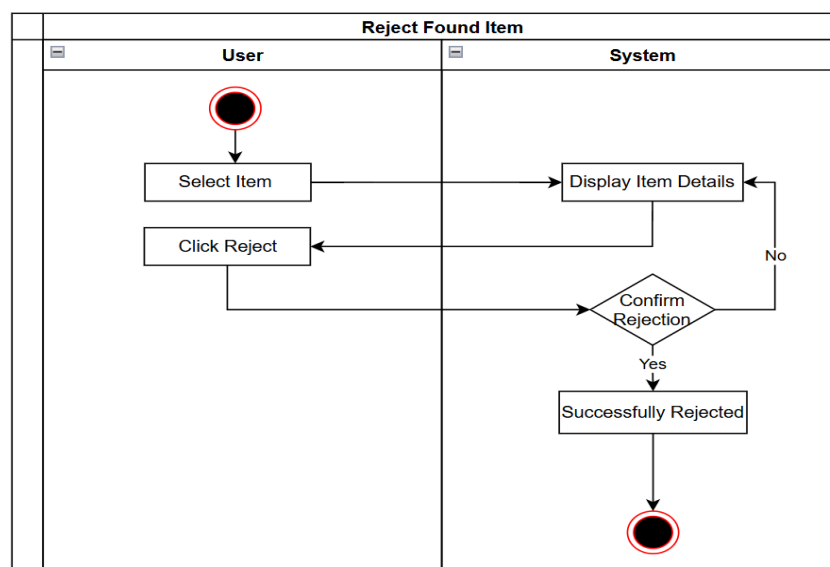 Reject Found Item
User
System
Select Item
Display Item Details
Click Reject
No
Confirm
Rejection
Yes
Successfully Rejected